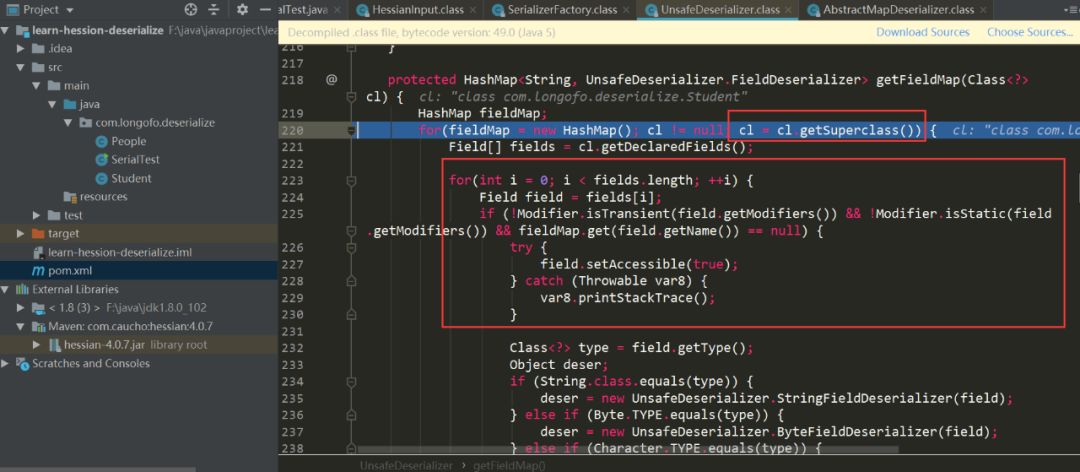 Project
alTest.java
HessianInput.class
SerializerFactory.class
UnsafeDeserializer.class
AbstractMapDeserializer.class
learn-hession-deserialize F:\java\javaproject\lea
.idea
src
main
java
com.longofo.deserialize
People
SerialTest
Student
resources
test
target
learn-hession-deserialize.iml
pom.xml
External Libraries
< 1.8 (3) > F:\java\jdk1.8.0_102
Maven: com.caucho:hessian:4.0.7
hessian-4.0.7.jar library root
Scratches and Consoles
Decompiled .class file, bytecode version: 49.0 (Java 5) Download Sources Choose Sources...
216 }
217
218 @ protected HashMap<String, UnsafeDeserializer.FieldDeserializer> getFieldMap(Class<?>
cl) { cl: "class com.longofo.deserialize.Student"
219 HashMap fieldMap;
220 for(fieldMap = new HashMap(); cl != null; cl = cl.getSuperclass()) { cl: "class com.lo
221 Field[] fields = cl.getDeclaredFields();
222
223 for(int i = 0; i < fields.length; ++i) {
224 Field field = fields[i];
225 if (!Modifier.isTransient(field.getModifiers()) && !Modifier.isStatic(field
.getModifiers()) && fieldMap.get(field.getName()) == null) {
226 try {
227 field.setAccessible(true);
228 } catch (Throwable var8) {
229 var8.printStackTrace();
230 }
231
232 Class<?> type = field.getType();
233 Object deser;
234 if (String.class.equals(type)) {
235 deser = new UnsafeDeserializer.StringFieldDeserializer(field);
236 } else if (Byte.TYPE.equals(type)) {
237 deser = new UnsafeDeserializer.ByteFieldDeserializer(field);
238 } else if (Character.TYPE.equals(type)) {
UnsafeDeserializer > getFieldMap()